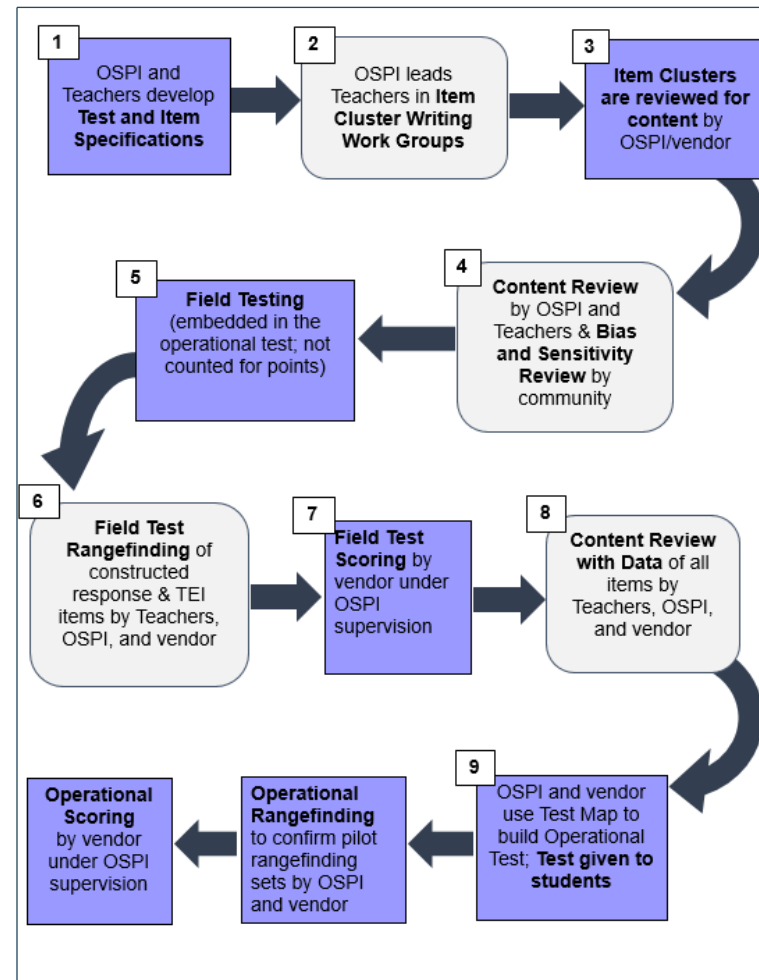 1
OSPI and
Teachers develop
Test and Item
Specifications
2
OSPI leads
Teachers in Item
Cluster Writing
Work Groups
3
Item Clusters
are reviewed for
content by
OSPI/vendor
4
Content Review
by OSPI and
Teachers & Bias
and Sensitivity
Review by
community
5
Field Testing
(embedded in the
operational test; not
counted for points)
6
Field Test
Rangefinding of
constructed
response & TEI
items by Teachers,
OSPI, and vendor
7
Field Test
Scoring by
vendor under
OSPI
supervision
8
Content Review
with Data of all
items by
Teachers, OSPI,
and vendor
9
OSPI and vendor
use Test Map to
build Operational
Test; Test given to
students
Operational
Rangefinding
to confirm pilot
rangefinding
sets by OSPI
and vendor
Operational
Scoring
by vendor
under OSPI
supervision